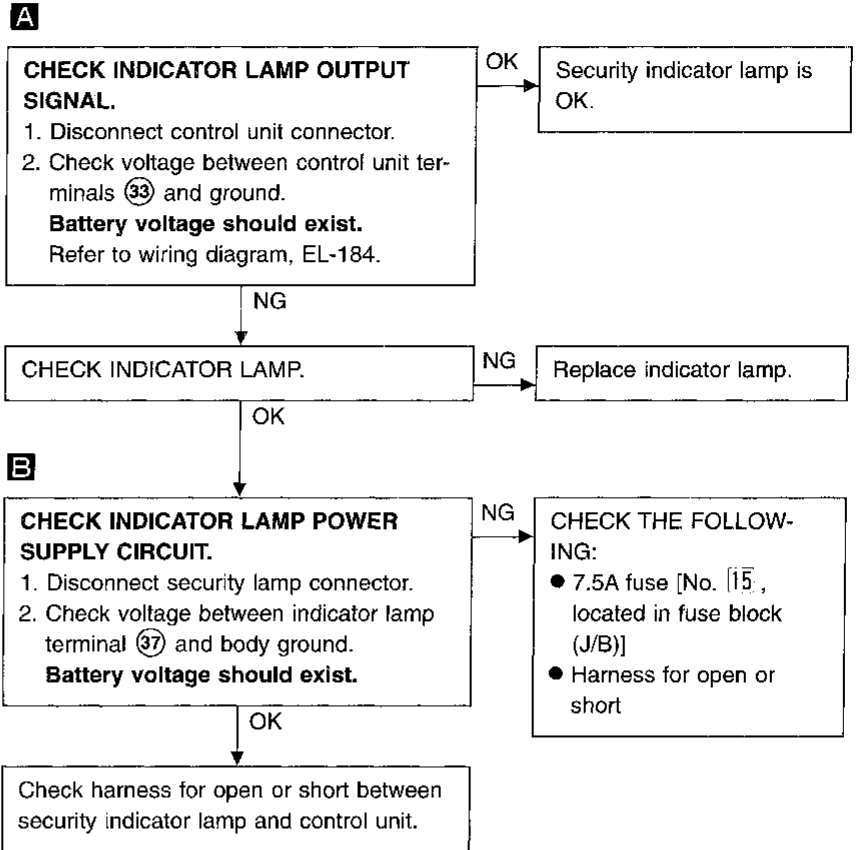 A
CHECK INDICATOR LAMP OUTPUT
SIGNAL.
1. Disconnect control unit connector.
2. Check voltage between control unit ter-
minals 33 and ground.
Battery voltage should exist.
Refer to wiring diagram, EL-184.
OK
Security indicator lamp is
OK.
NG
CHECK INDICATOR LAMP.
NG
Replace indicator lamp.
OK
B
CHECK INDICATOR LAMP POWER
SUPPLY CIRCUIT.
1. Disconnect security lamp connector.
2. Check voltage between indicator lamp
terminal 37 and body ground.
Battery voltage should exist.
NG
CHECK THE FOLLOW-
ING:
● 7.5A fuse [No. 15 ,
located in fuse block
(J/B)]
● Harness for open or
short
OK
Check harness for open or short between
security indicator lamp and control unit.